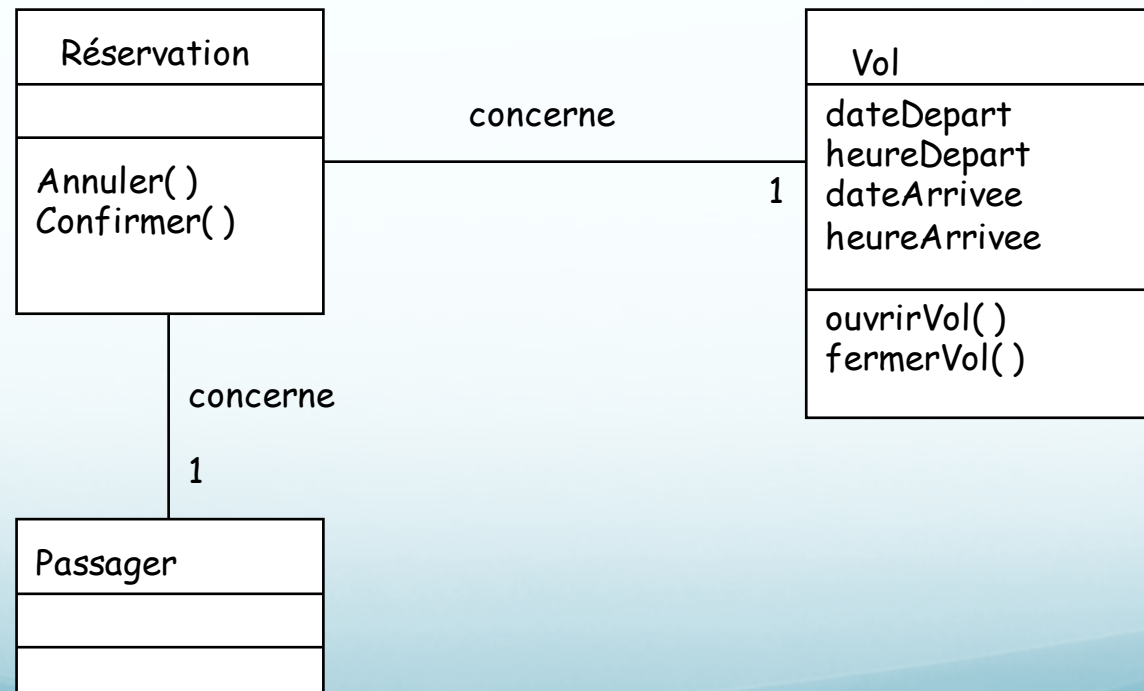 Réservation
Annuler( )
Confirmer( )
concerne
1
Vol
dateDepart
heureDepart
dateArrivee
heureArrivee
ouvrirVol( )
fermerVol( )
concerne
1
Passager